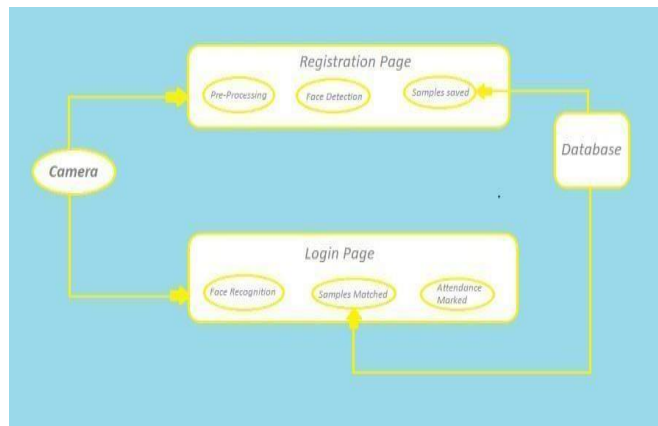 Registration Page
Pre-Processing
Face Detection
Samples saved
Camera
Database
Login Page
Face Recognition
Samples Matched
Attendance
Marked